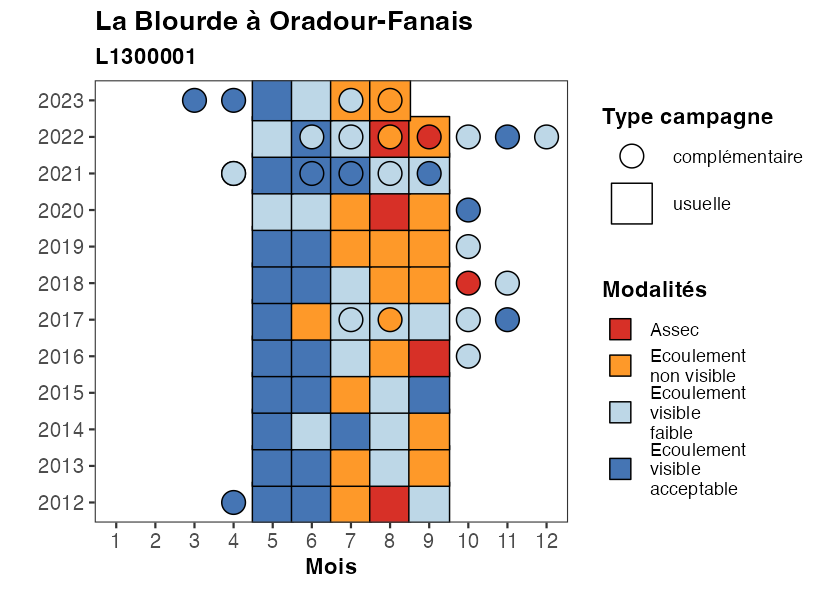 La Blourde à Oradour-Fanais
L1300001
2023
2022
2021
2020
2019
2018
2017
2016
2015
2014
2013
2012
1 2 3 4 5 6 7 8 9 10 11 12
Mois
Type campagne
complémentaire
usuelle
Modalités
Assec
Ecoulement
non visible
Ecoulement
visible
faible
Ecoulement
visible
acceptable